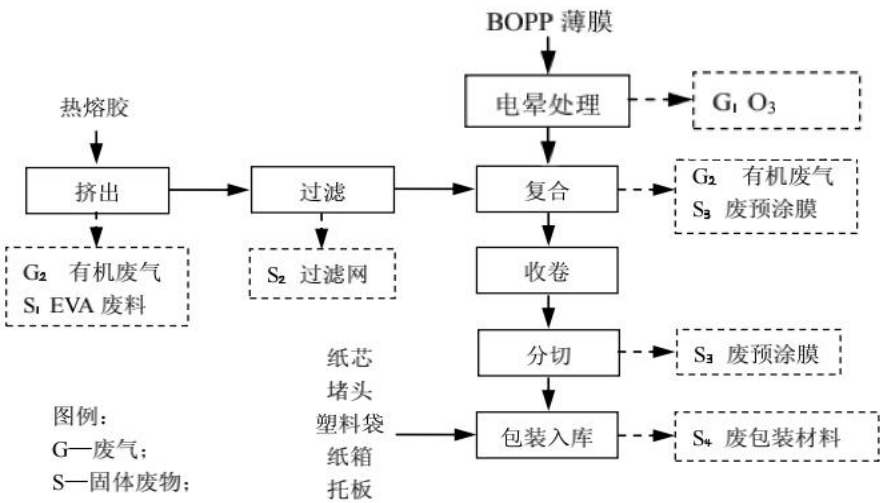 BOPP 薄膜
电晕处理
G₁ O₃
热熔胶
挤出
过滤
复合
G₂ 有机废气
S₃ 废预涂膜
G₂ 有机废气
S₁ EVA 废料
S₂ 过滤网
收卷
分切
S₃ 废预涂膜
纸芯
堵头
塑料袋
纸箱
托板
包装入库
S₄ 废包装材料
图例：
G—废气；
S—固体废物；